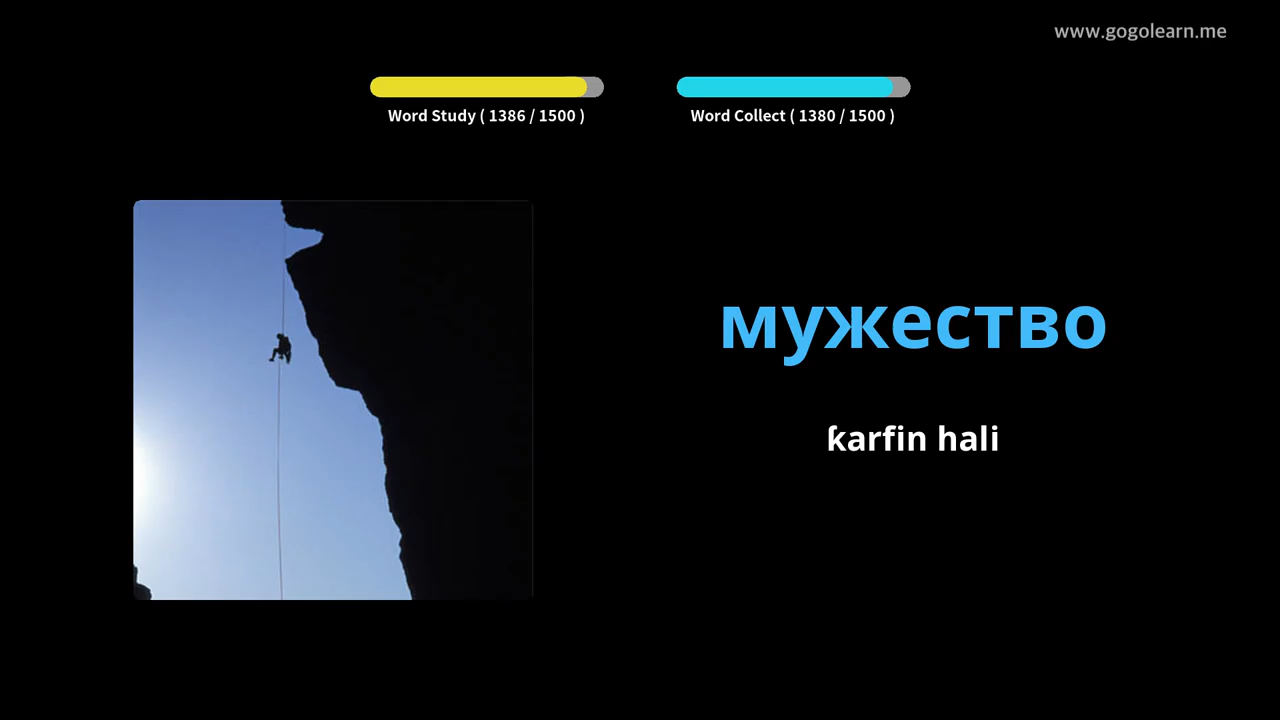 www.gogolearn.me
Word Study ( 1386 / 1500 )
Word Collect ( 1380 / 1500 )
мужество
ƙarfin hali